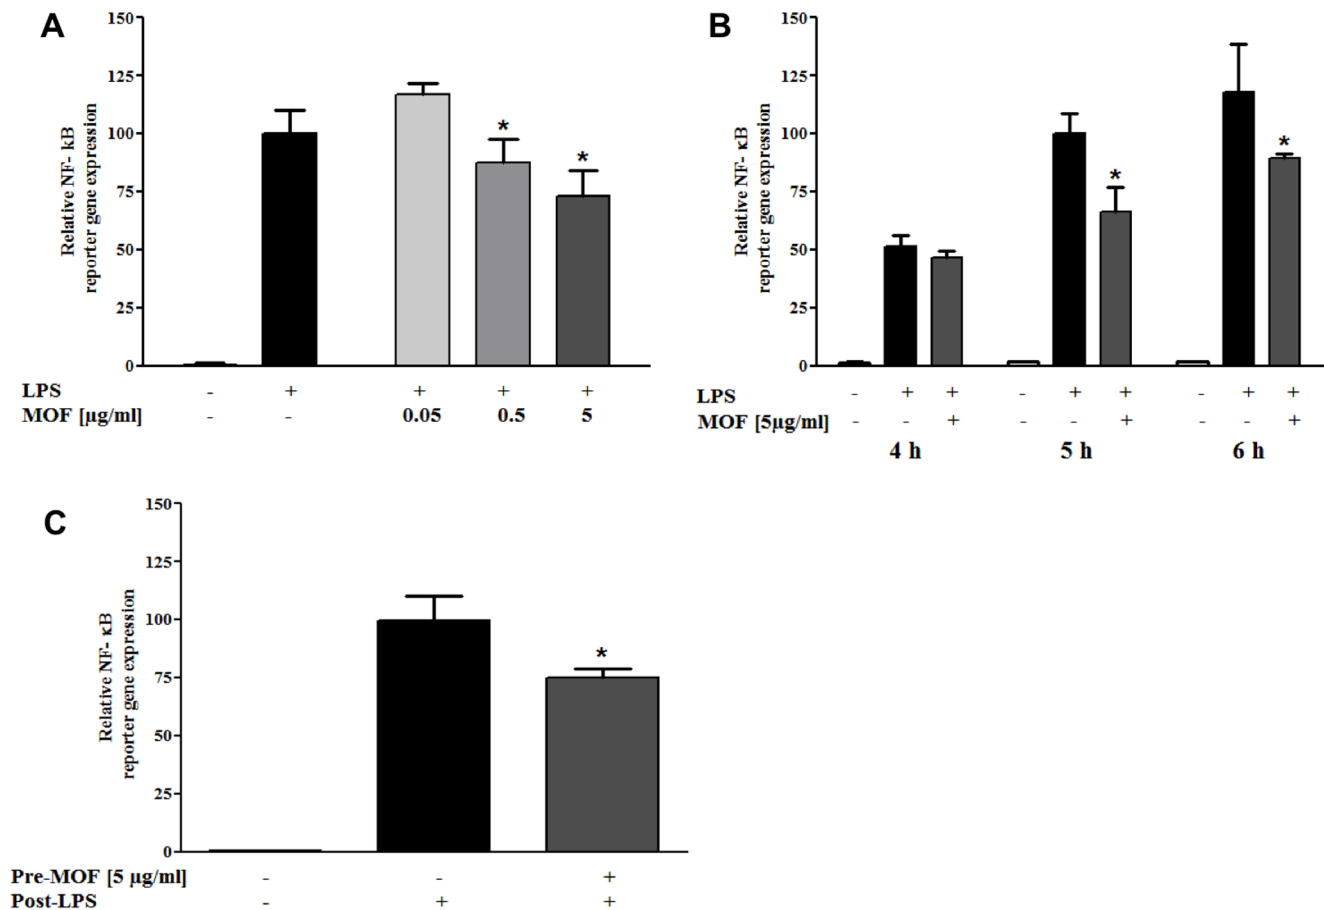 A
Relative NF- kB
reporter gene expression
150
125
100
75
50
25
0
*
*
LPS - + + + +
MOF [µg/ml] - - 0.05 0.5 5
B
Relative NF- κB
reporter gene expression
150
125
100
75
50
25
0
*
*
LPS - + + - + + - + +
MOF [5µg/ml] - - + - - + - - +
4 h 5 h 6 h
C
Relative NF- κB
reporter gene expression
150
125
100
75
50
25
0
*
Pre-MOF [5 µg/ml] - - +
Post-LPS - + +